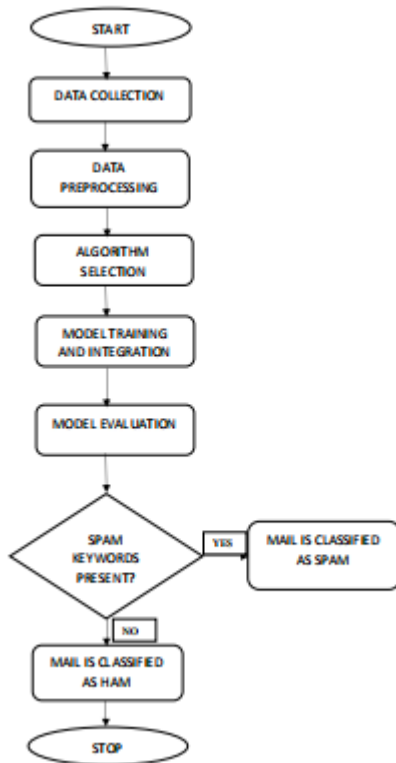 START
DATA COLLECTION
DATA
PREPROCESSING
ALGORITHM
SELECTION
MODEL TRAINING
AND INTEGRATION
MODEL EVALUATION
SPAM
KEYWORDS
PRESENT?
YES
MAIL IS CLASSIFIED
AS SPAM
NO
MAIL IS CLASSIFIED
AS HAM
STOP